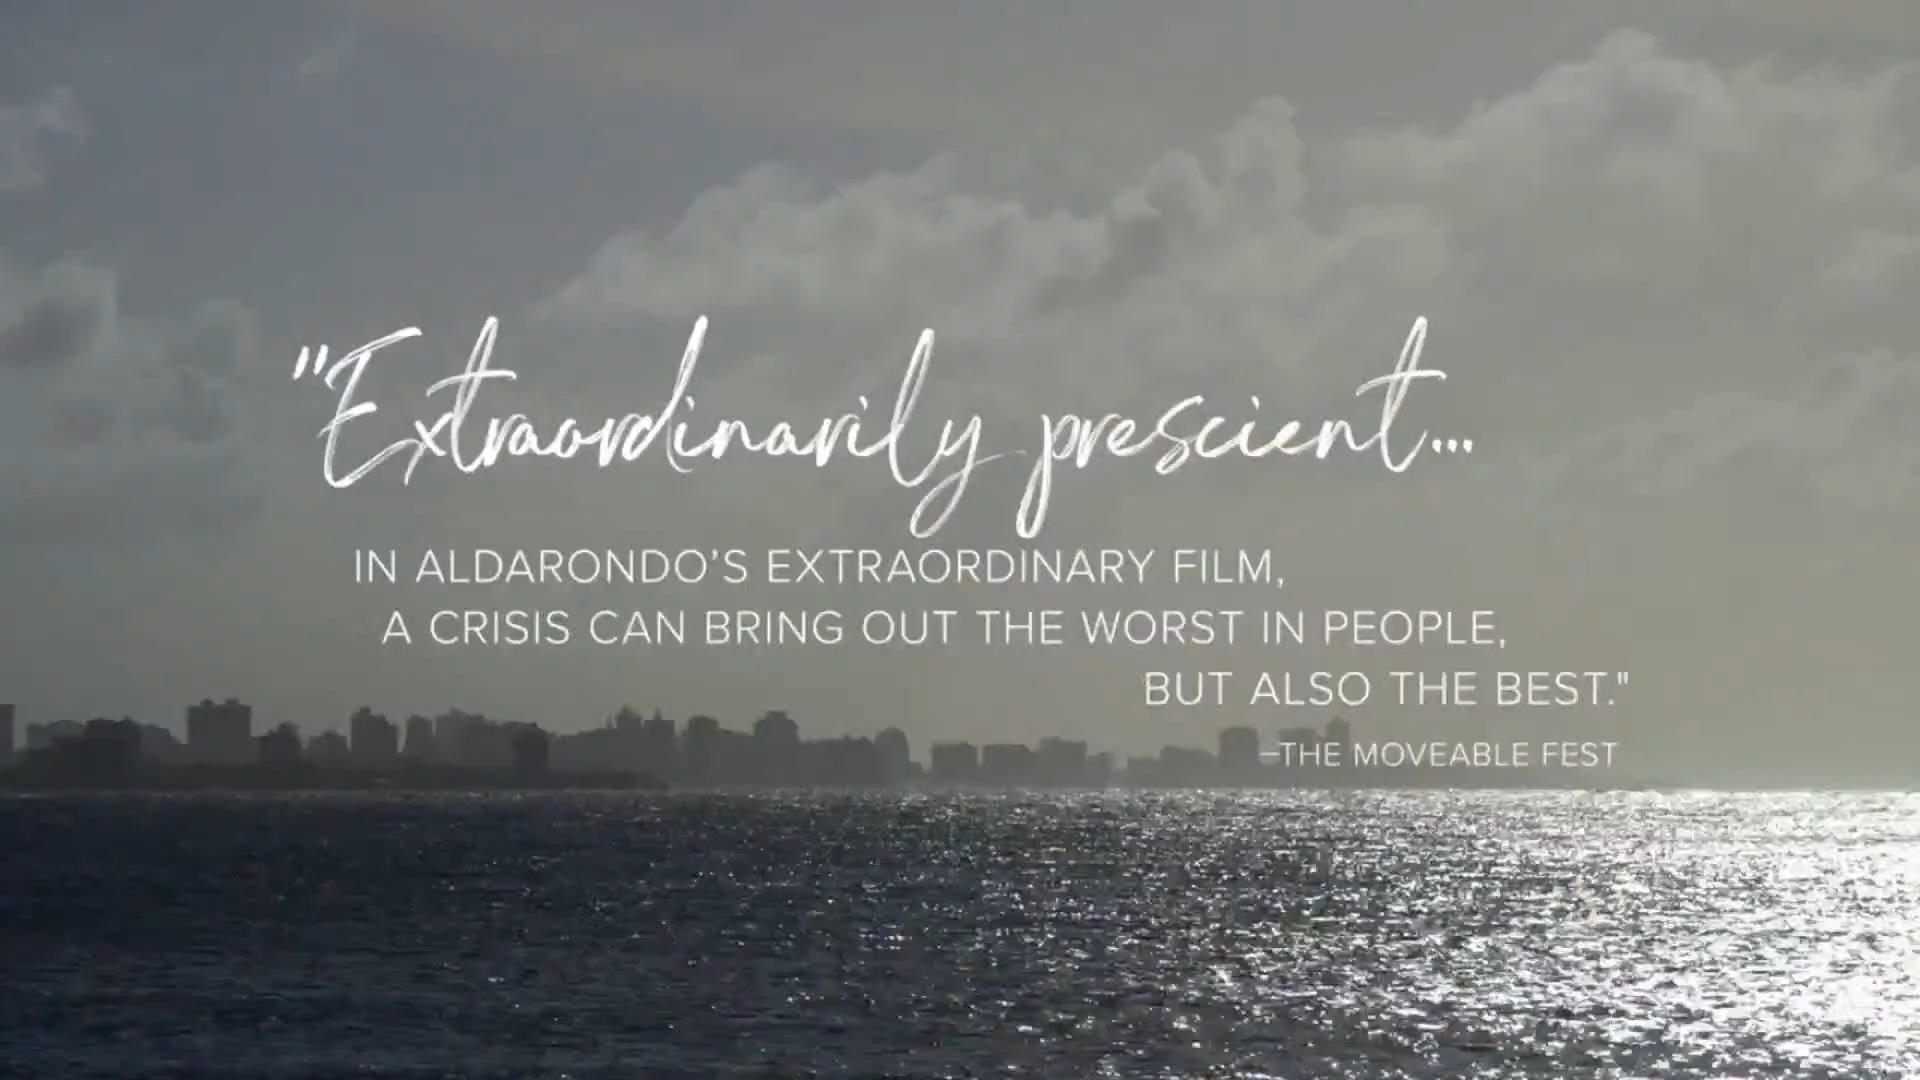 "Extraordinarily prescient...
IN ALDARONDO’S EXTRAORDINARY FILM,
A CRISIS CAN BRING OUT THE WORST IN PEOPLE,
BUT ALSO THE BEST."
–THE MOVEABLE FEST